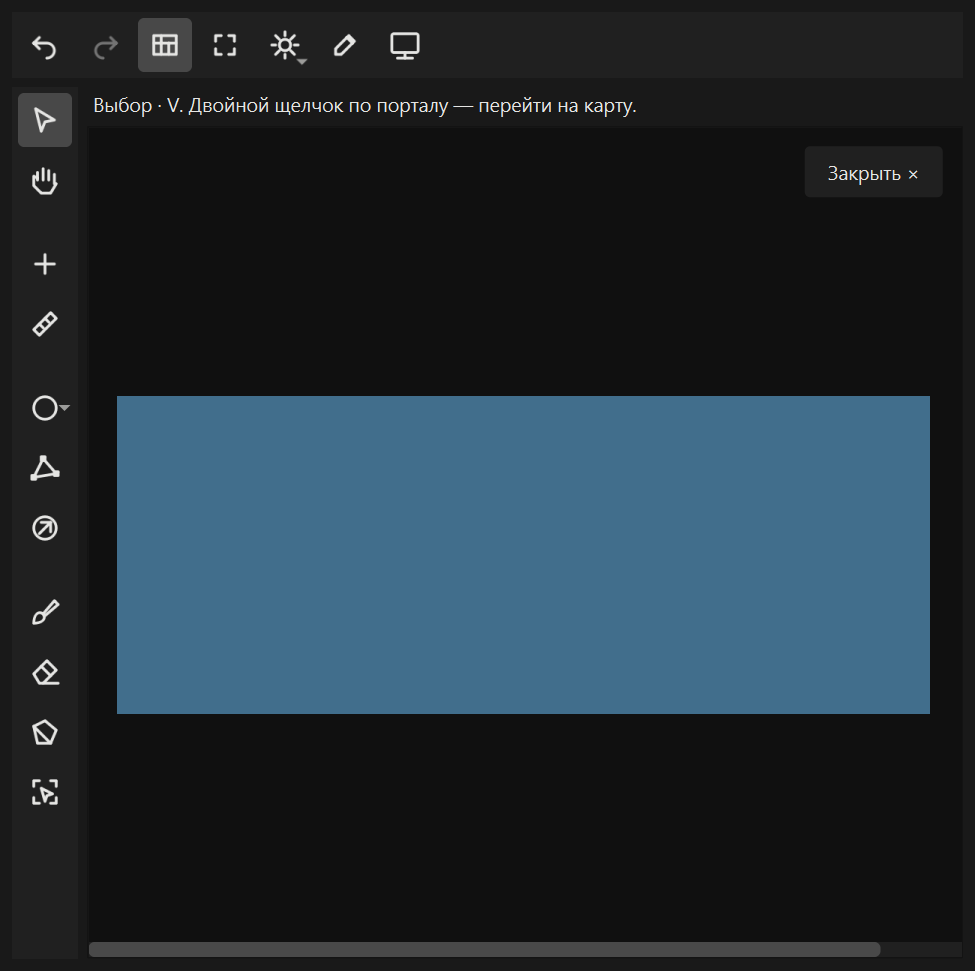 Выбор · V. Двойной щелчок по порталу — перейти на карту.
Закрыть ×